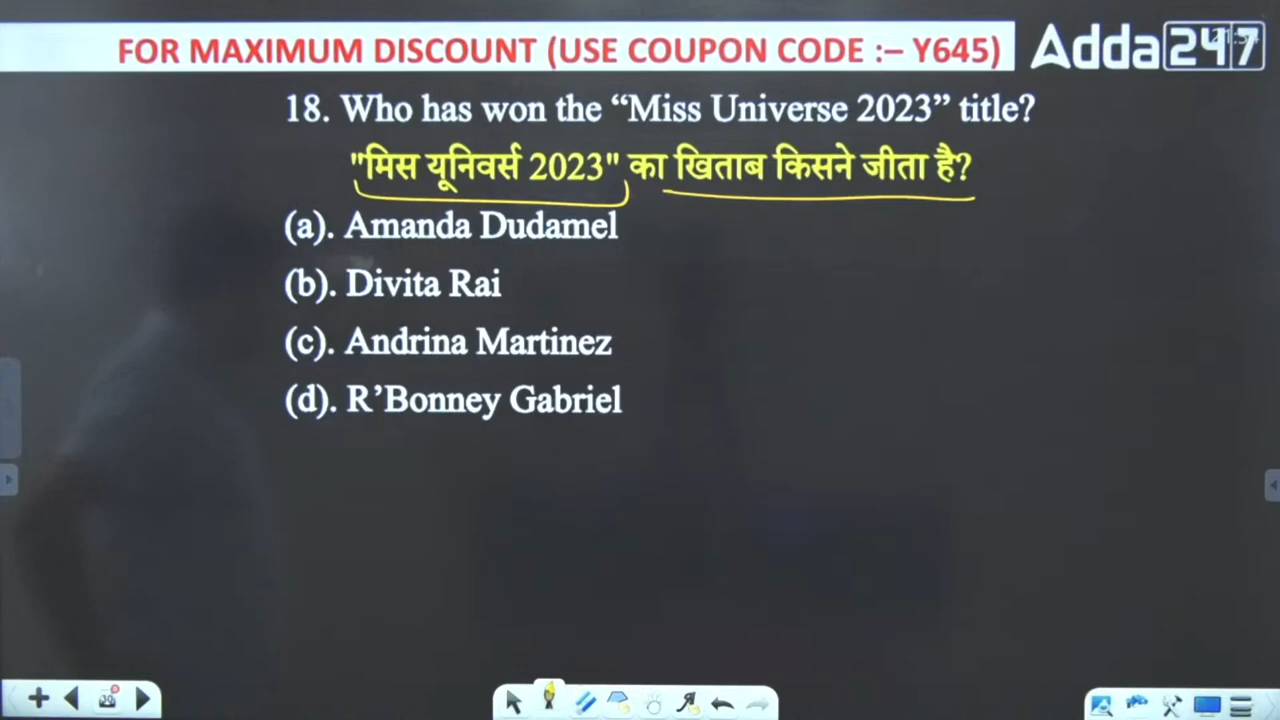 FOR MAXIMUM DISCOUNT (USE COUPON CODE :– Y645)
Adda247
18. Who has won the “Miss Universe 2023” title?
"मिस यूनिवर्स 2023" का खिताब किसने जीता है?
(a). Amanda Dudamel
(b). Divita Rai
(c). Andrina Martinez
(d). R’Bonney Gabriel